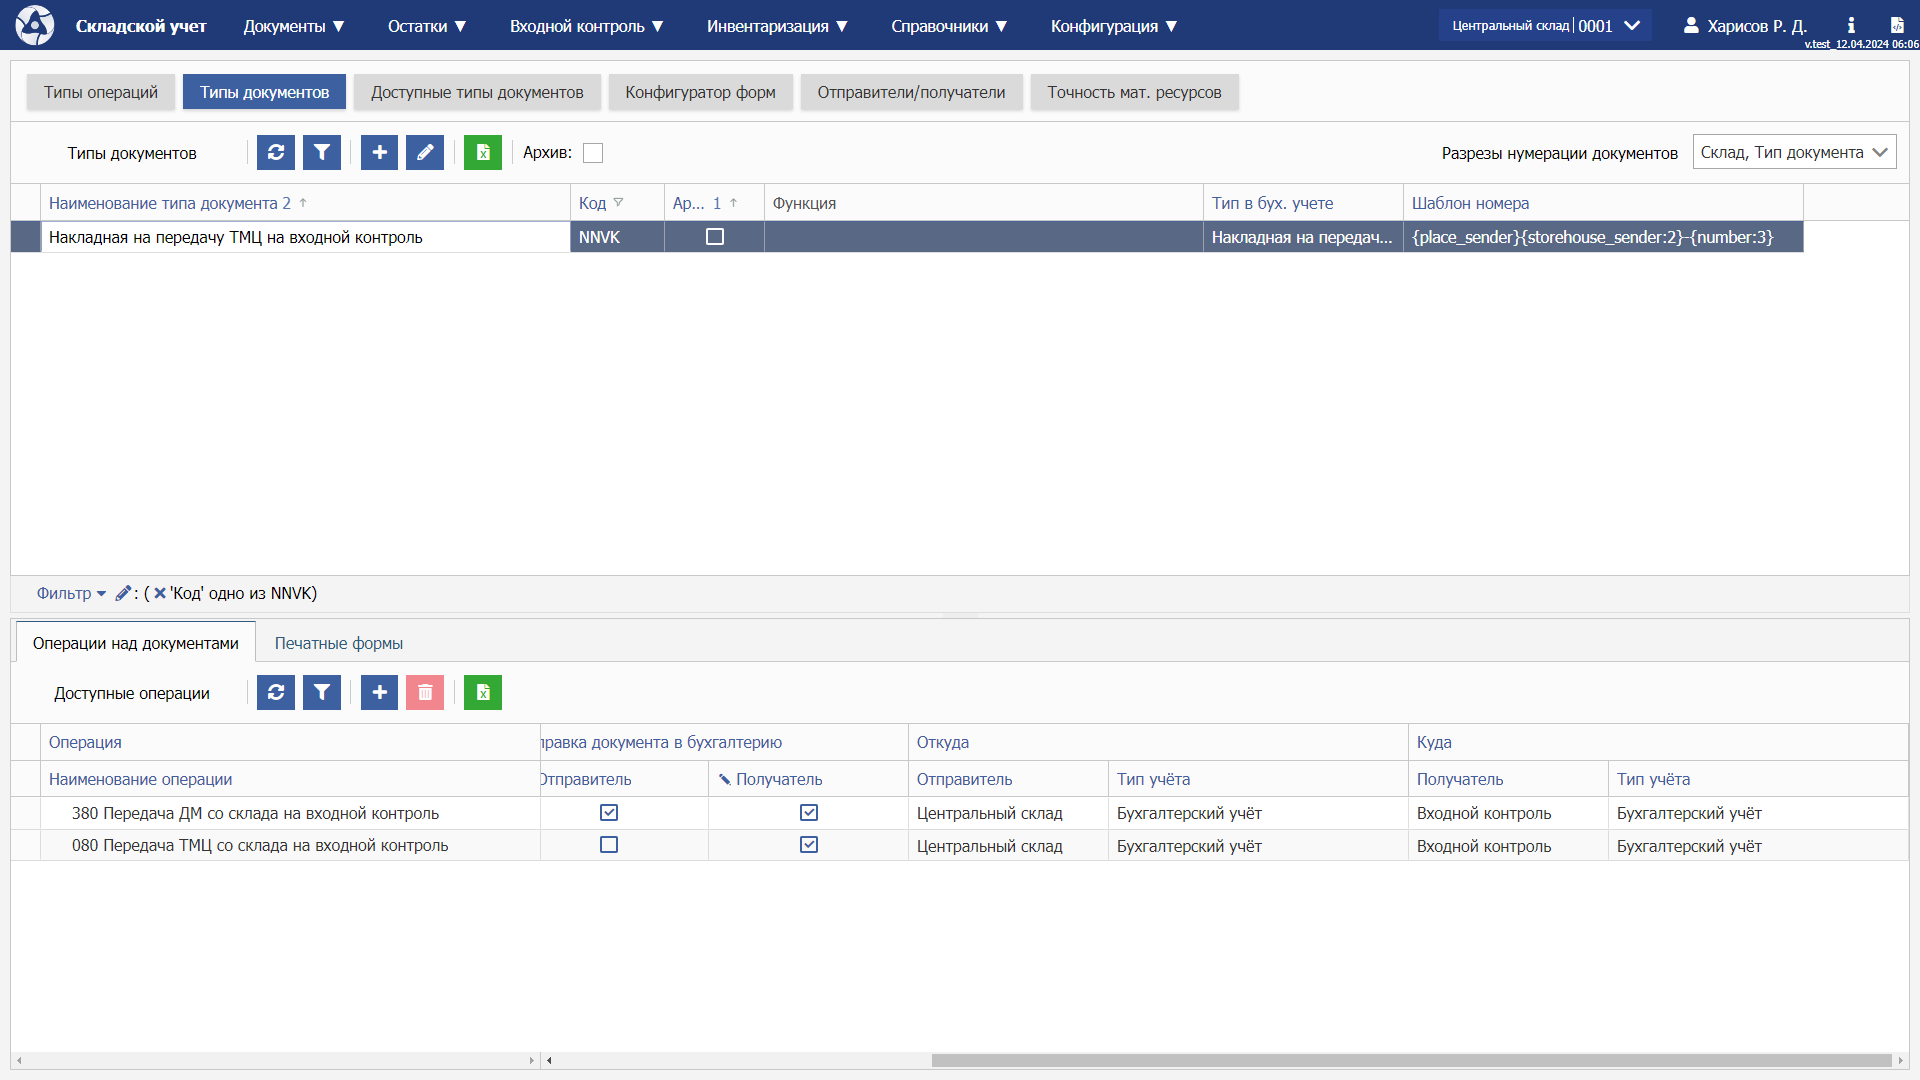 Складской учет Документы ▼ Остатки ▼ Входной контроль ▼ Инвентаризация ▼ Справочники ▼ Конфигурация ▼ Центральный склад | 0001 Харисов Р. Д.
v.test_12.04.2024 06:06
Типы операций Типы документов Доступные типы документов Конфигуратор форм Отправители/получатели Точность мат. ресурсов
Типы документов Архив: Разрезы нумерации документов Склад, Тип документа
Наименование типа документа 2 ↑ Код Ар... 1 ↑ Функция Тип в бух. учете Шаблон номера
Накладная на передачу ТМЦ на входной контроль NNVK Накладная на передач... {place_sender}{storehouse_sender:2}-{number:3}
Фильтр : ( 'Код' одно из NNVK)
Операции над документами Печатные формы
Доступные операции
Операция правка документа в бухгалтерию Откуда Куда
Наименование операции Отправитель Получатель Отправитель Тип учёта Получатель Тип учёта
380 Передача ДМ со склада на входной контроль Центральный склад Бухгалтерский учёт Входной контроль Бухгалтерский учёт
080 Передача ТМЦ со склада на входной контроль Центральный склад Бухгалтерский учёт Входной контроль Бухгалтерский учёт